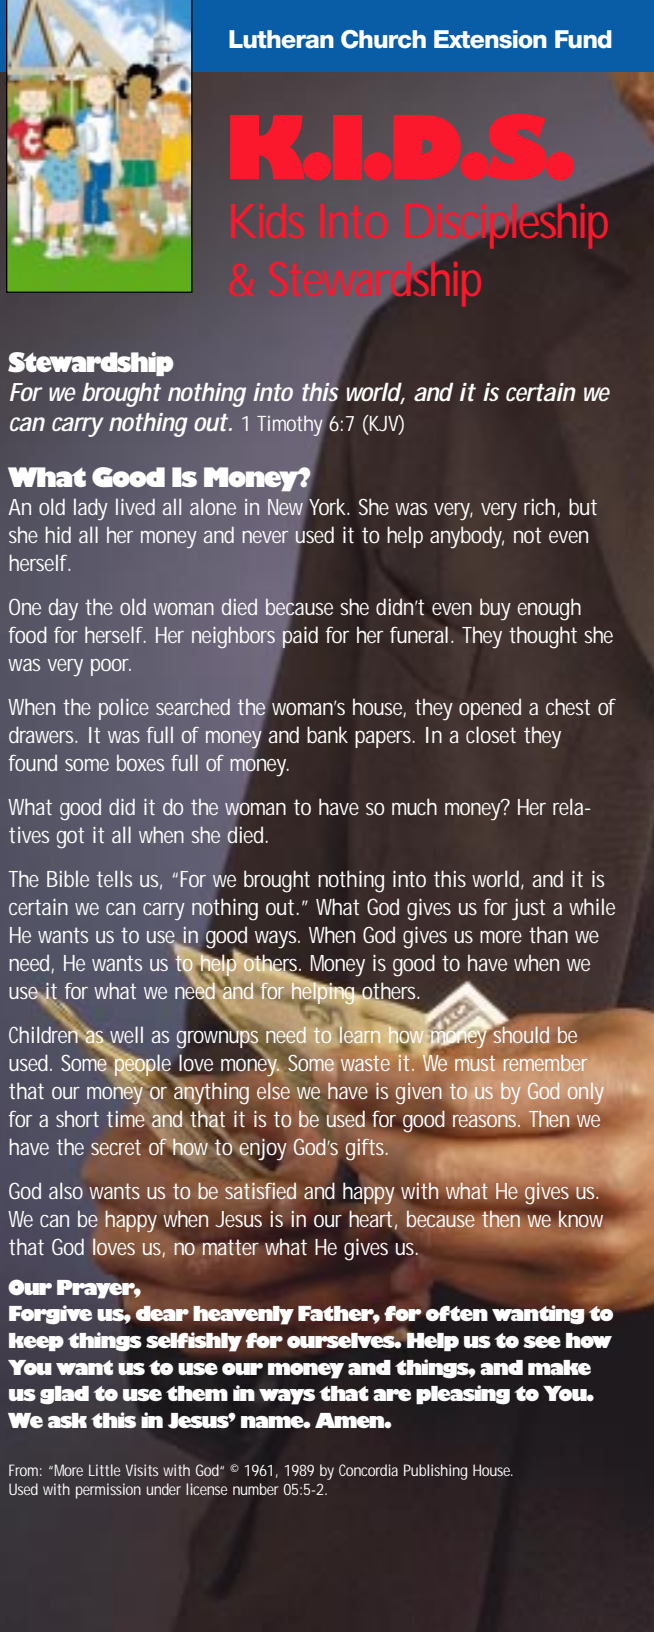 Lutheran Church Extension Fund
K.I.D.S.
Kids Into Discipleship
& Stewardship
Stewardship
For we brought nothing into this world, and it is certain we
can carry nothing out. 1 Timothy 6:7 (KJV)
What Good Is Money?
An old lady lived all alone in New York. She was very, very rich, but
she hid all her money and never used it to help anybody, not even
herself.
One day the old woman died because she didn’t even buy enough
food for herself. Her neighbors paid for her funeral. They thought she
was very poor.
When the police searched the woman’s house, they opened a chest of
drawers. It was full of money and bank papers. In a closet they
found some boxes full of money.
What good did it do the woman to have so much money? Her rela-
tives got it all when she died.
The Bible tells us, “For we brought nothing into this world, and it is
certain we can carry nothing out.” What God gives us for just a while
He wants us to use in good ways. When God gives us more than we
need, He wants us to help others. Money is good to have when we
use it for what we need and for helping others.
Children as well as grownups need to learn how money should be
used. Some people love money. Some waste it. We must remember
that our money or anything else we have is given to us by God only
for a short time and that it is to be used for good reasons. Then we
have the secret of how to enjoy God’s gifts.
God also wants us to be satisfied and happy with what He gives us.
We can be happy when Jesus is in our heart, because then we know
that God loves us, no matter what He gives us.
Our Prayer,
Forgive us, dear heavenly Father, for often wanting to
keep things selfishly for ourselves. Help us to see how
You want us to use our money and things, and make
us glad to use them in ways that are pleasing to You.
We ask this in Jesus’ name. Amen.
From: “More Little Visits with God” © 1961, 1989 by Concordia Publishing House.
Used with permission under license number 05:5-2.